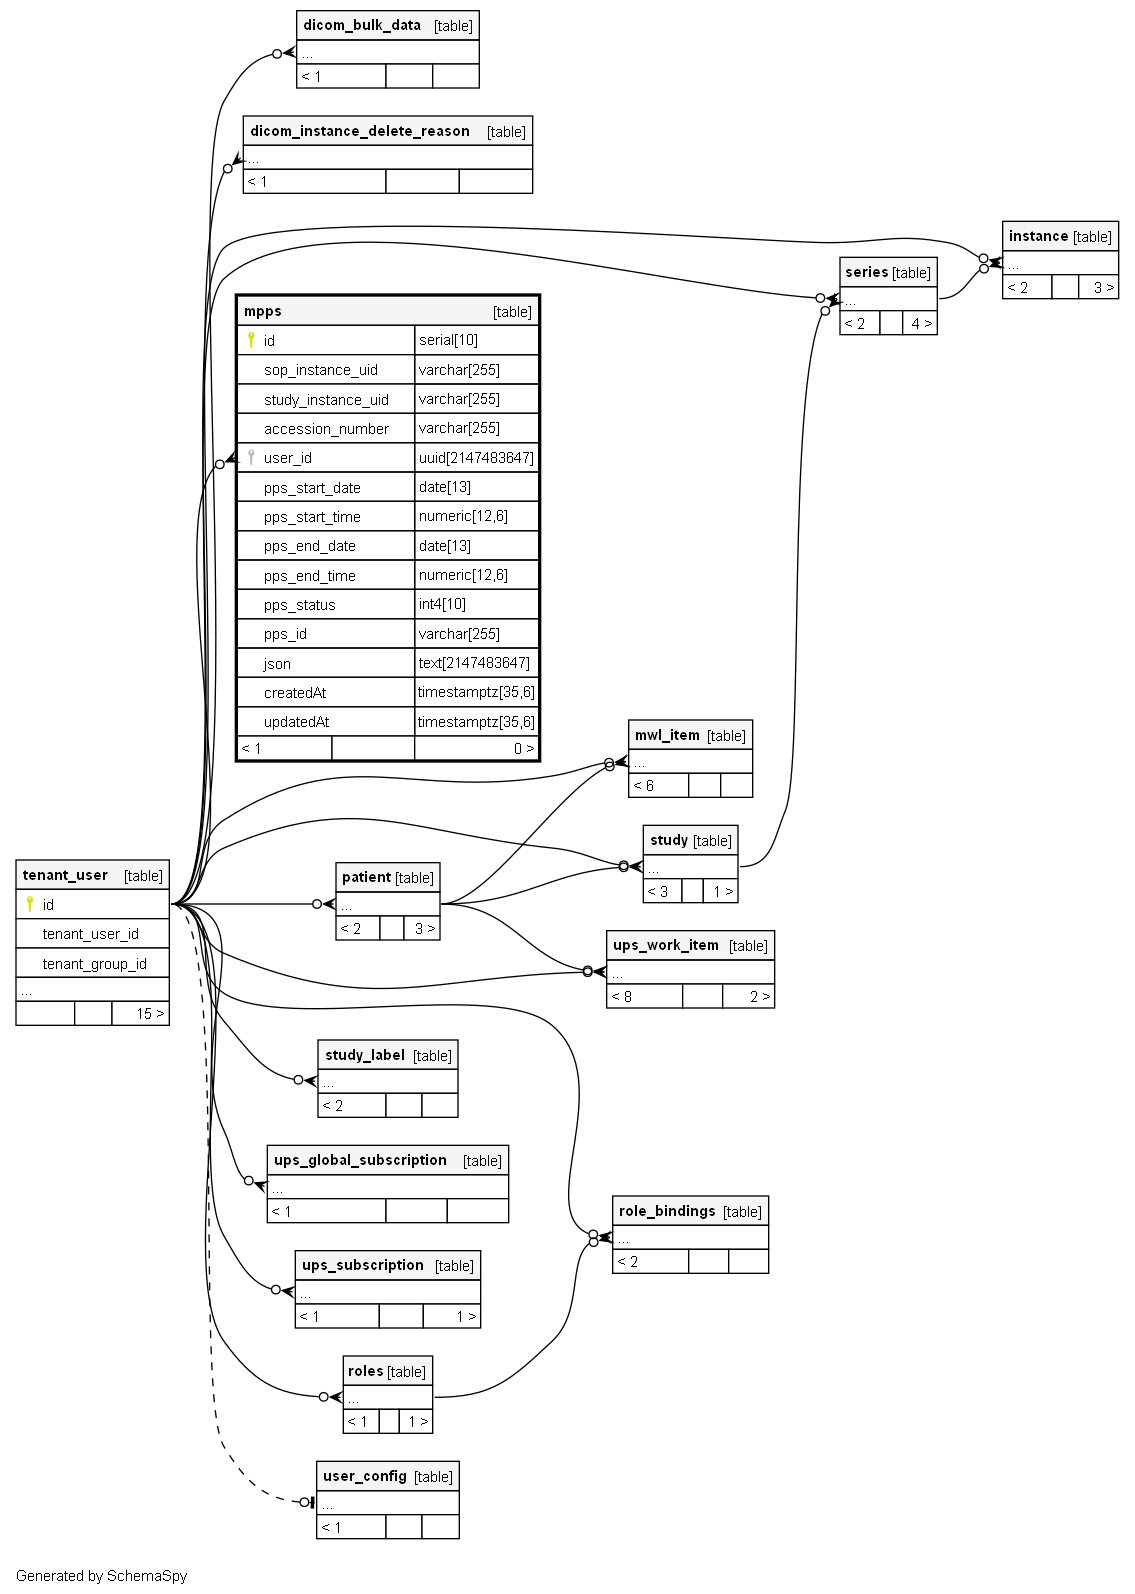 dicom_bulk_data [table]
...
< 1
dicom_instance_delete_reason [table]
...
< 1
instance [table]
...
< 2 3 >
series [table]
...
< 2 4 >
mpps [table]
id serial[10]
sop_instance_uid varchar[255]
study_instance_uid varchar[255]
accession_number varchar[255]
user_id uuid[2147483647]
pps_start_date date[13]
pps_start_time numeric[12,6]
pps_end_date date[13]
pps_end_time numeric[12,6]
pps_status int4[10]
pps_id varchar[255]
json text[2147483647]
createdAt timestamptz[35,6]
updatedAt timestamptz[35,6]
< 1 0 >
mwl_item [table]
...
< 6
study [table]
...
< 3 1 >
tenant_user [table]
id
tenant_user_id
tenant_group_id
...
15 >
patient [table]
...
< 2 3 >
ups_work_item [table]
...
< 8 2 >
study_label [table]
...
< 2
ups_global_subscription [table]
...
< 1
role_bindings [table]
...
< 2
ups_subscription [table]
...
< 1 1 >
roles [table]
...
< 1 1 >
user_config [table]
...
< 1
Generated by SchemaSpy